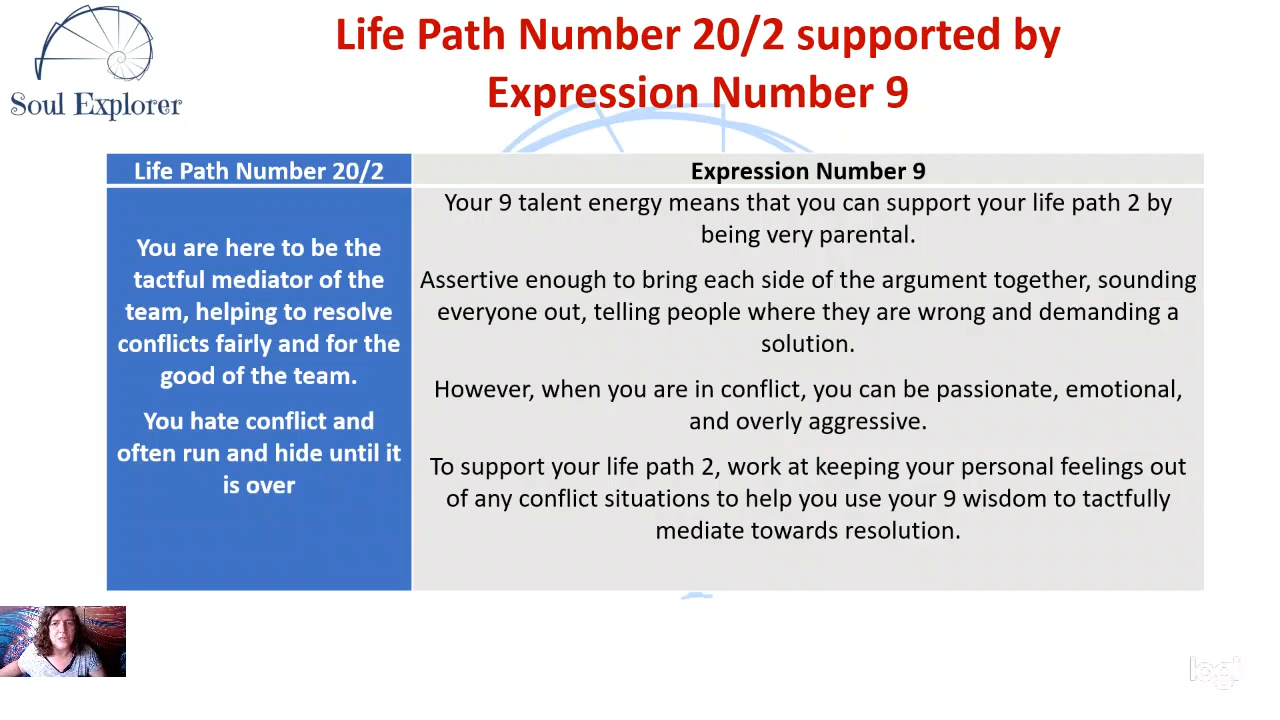 Life Path Number 20/2 supported by
Expression Number 9
Soul Explorer
Life Path Number 20/2
Expression Number 9
You are here to be the
tactful mediator of the
team, helping to resolve
conflicts fairly and for the
good of the team.
You hate conflict and
often run and hide until it
is over
Your 9 talent energy means that you can support your life path 2 by
being very parental.
Assertive enough to bring each side of the argument together, sounding
everyone out, telling people where they are wrong and demanding a
solution.
However, when you are in conflict, you can be passionate, emotional,
and overly aggressive.
To support your life path 2, work at keeping your personal feelings out
of any conflict situations to help you use your 9 wisdom to tactfully
mediate towards resolution.
logi